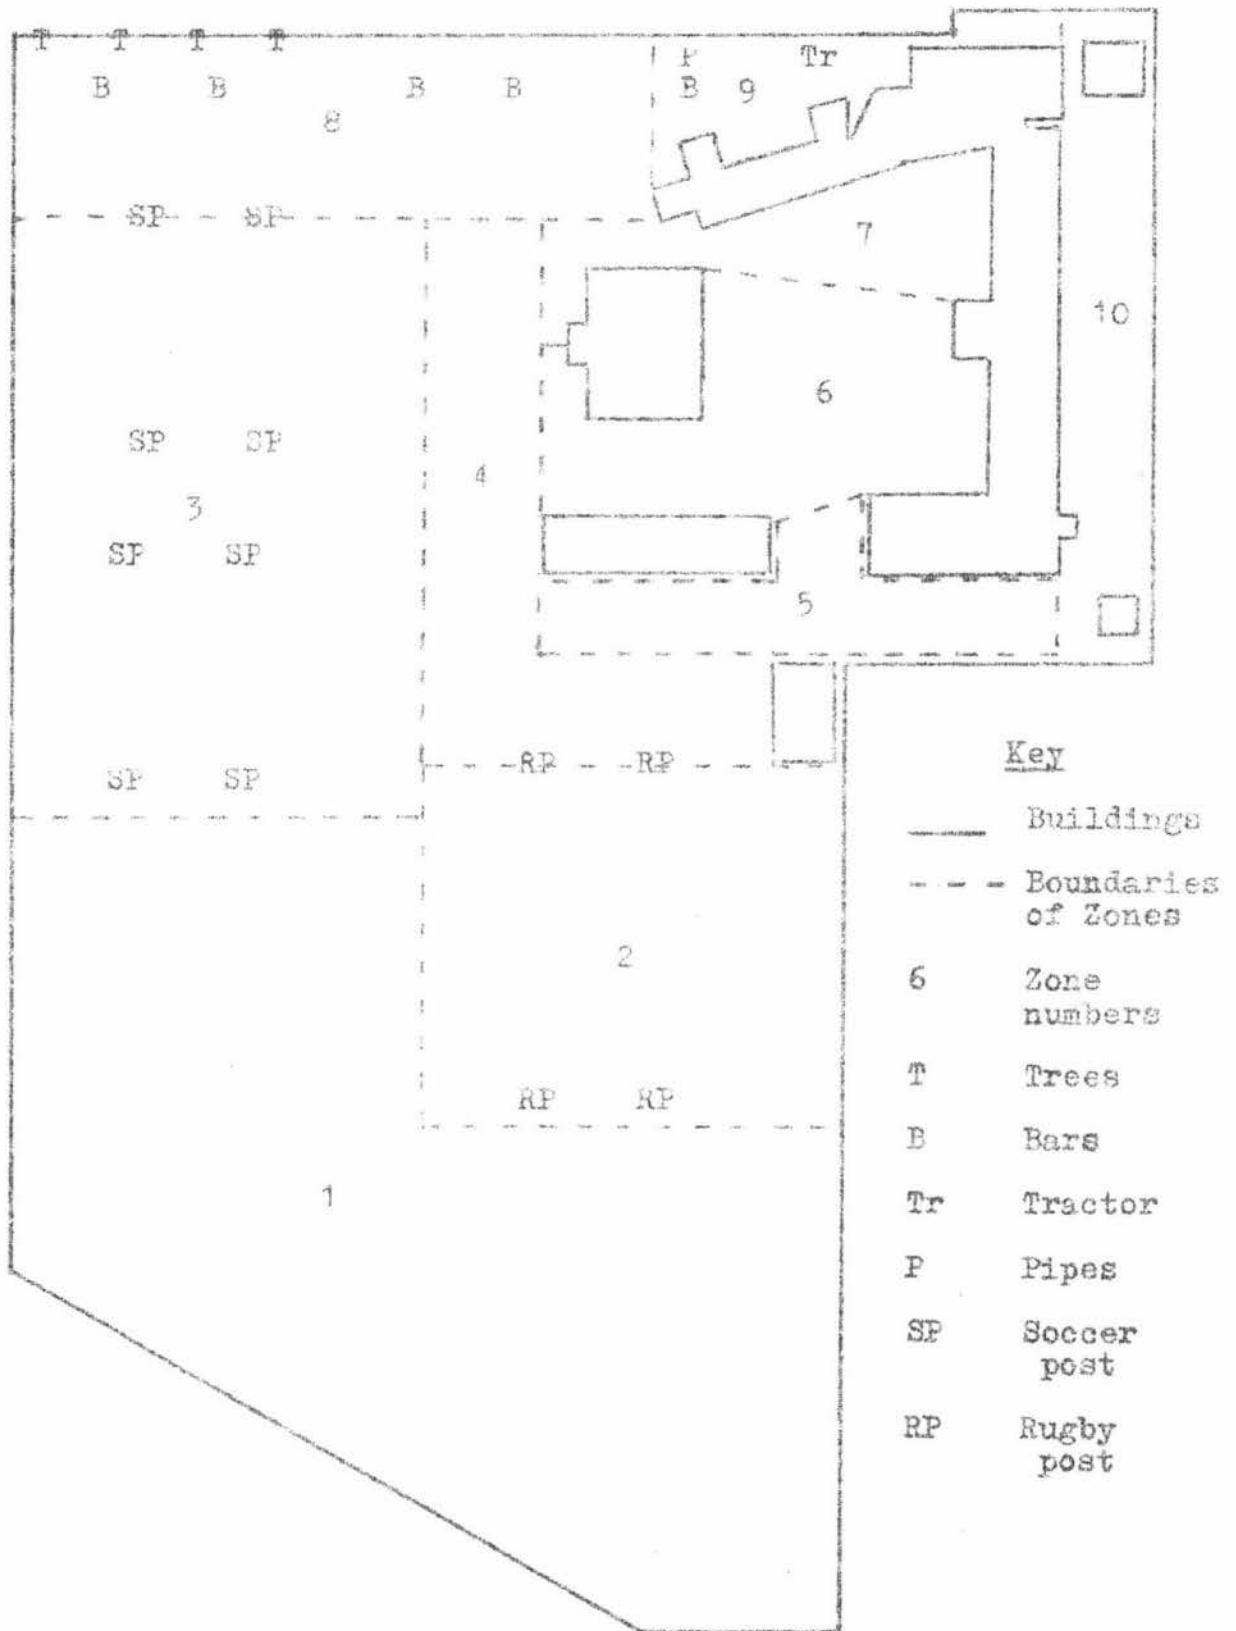 T T T T
P Tr
B B B B B 9
8
SP SP
7
10
6
SP SP
4
3
SP SP
5
RP RP
SP SP
2
RP RP
1
Key
Buildings
Boundaries
of Zones
6 Zone
numbers
T Trees
B Bars
Tr Tractor
P Pipes
SP Soccer
post
RP Rugby
post